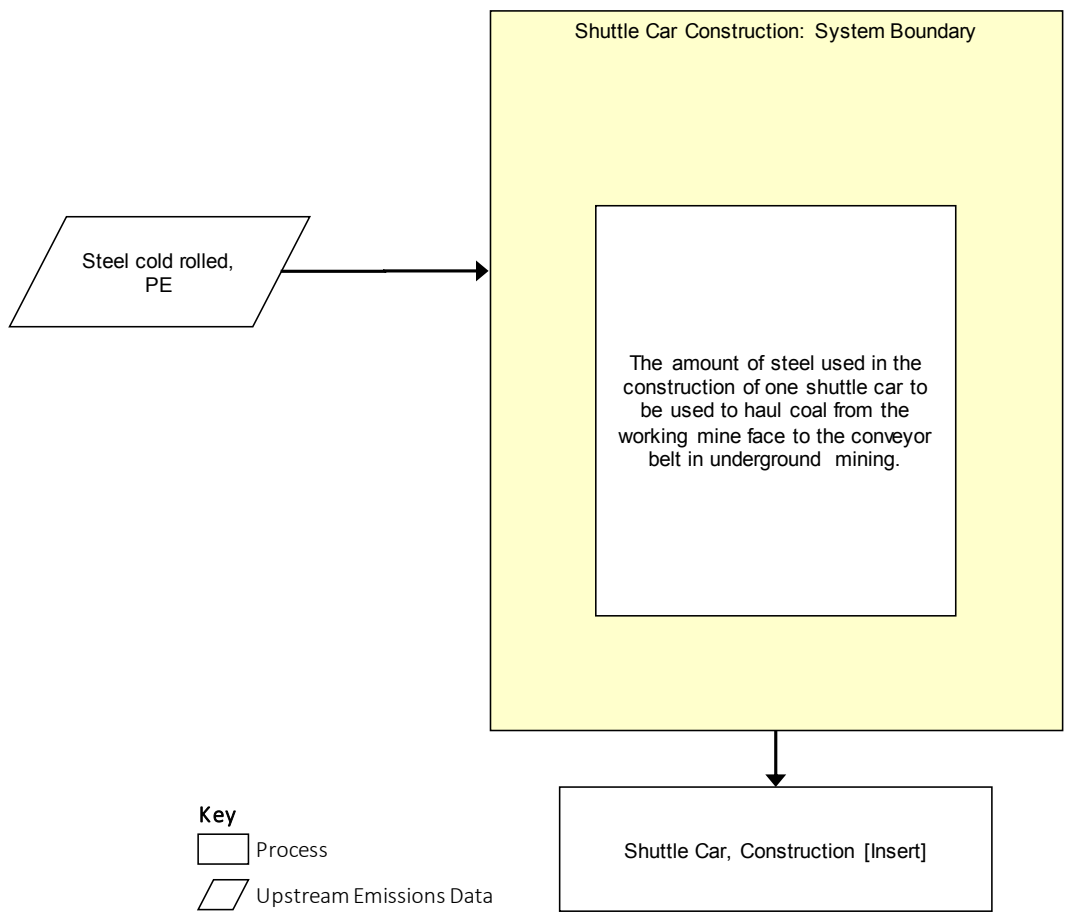 Shuttle Car Construction: System Boundary
Steel cold rolled,
PE
The amount of steel used in the
construction of one shuttle car to
be used to haul coal from the
working mine face to the conveyor
belt in underground mining.
Shuttle Car, Construction [Insert]
Key
Process
Upstream Emissions Data